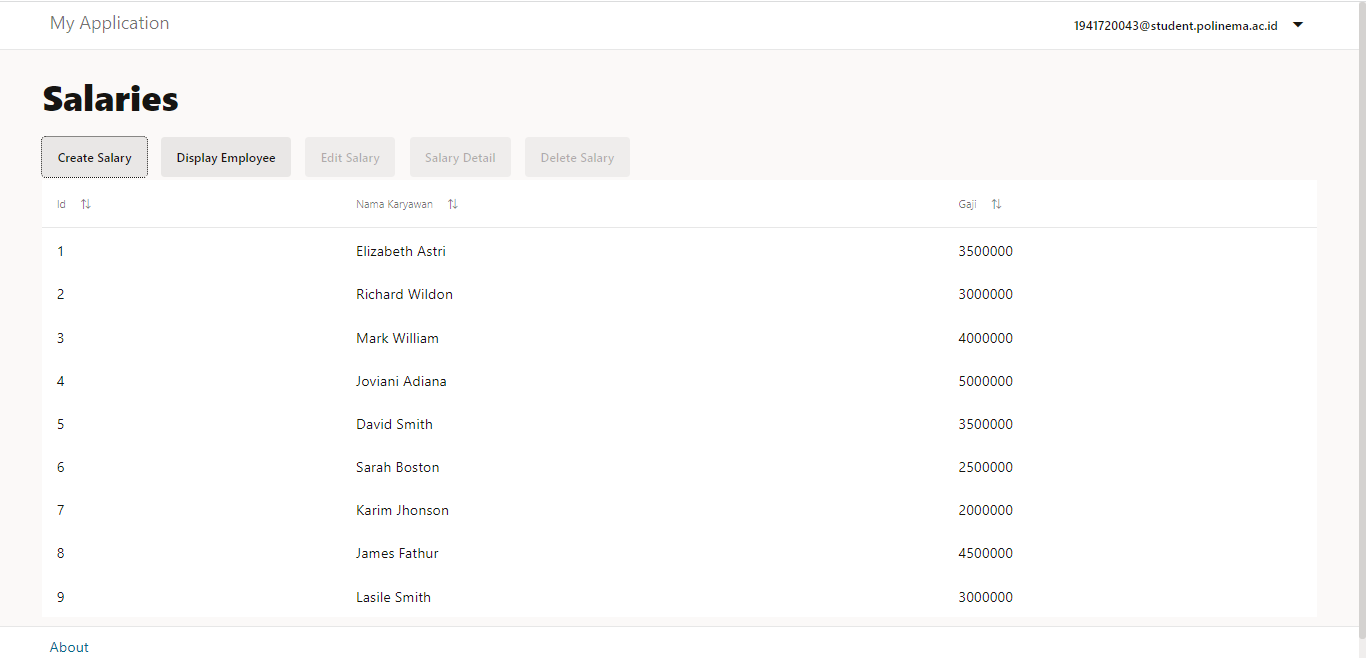 My Application
1941720043@student.polinema.ac.id
Salaries
Create Salary Display Employee Edit Salary Salary Detail Delete Salary
Id Nama Karyawan Gaji
1 Elizabeth Astri 3500000
2 Richard Wildon 3000000
3 Mark William 4000000
4 Joviani Adiana 5000000
5 David Smith 3500000
6 Sarah Boston 2500000
7 Karim Jhonson 2000000
8 James Fathur 4500000
9 Lasile Smith 3000000
About